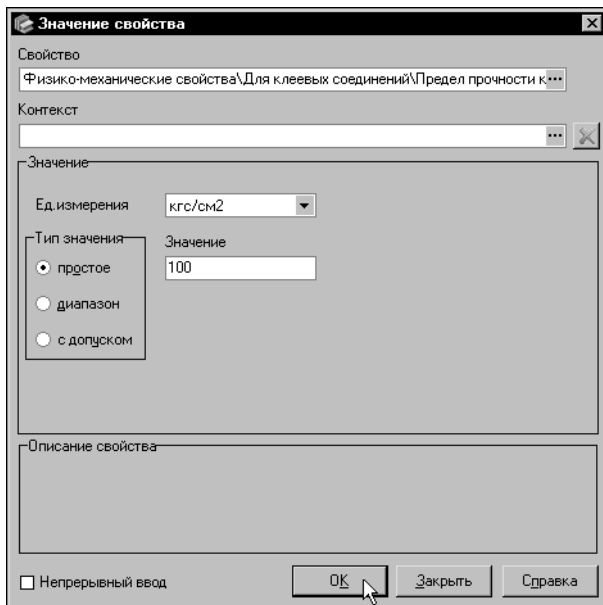 Значение свойства
Свойство
Физико-механические свойства\Для клеевых соединений\Предел прочности к
Контекст
Значение
Ед.измерения
кгс/см2
Тип значения
Значение
простое
100
диапазон
с допуском
Описание свойства
Непрерывный ввод
OK
Закрыть
Справка